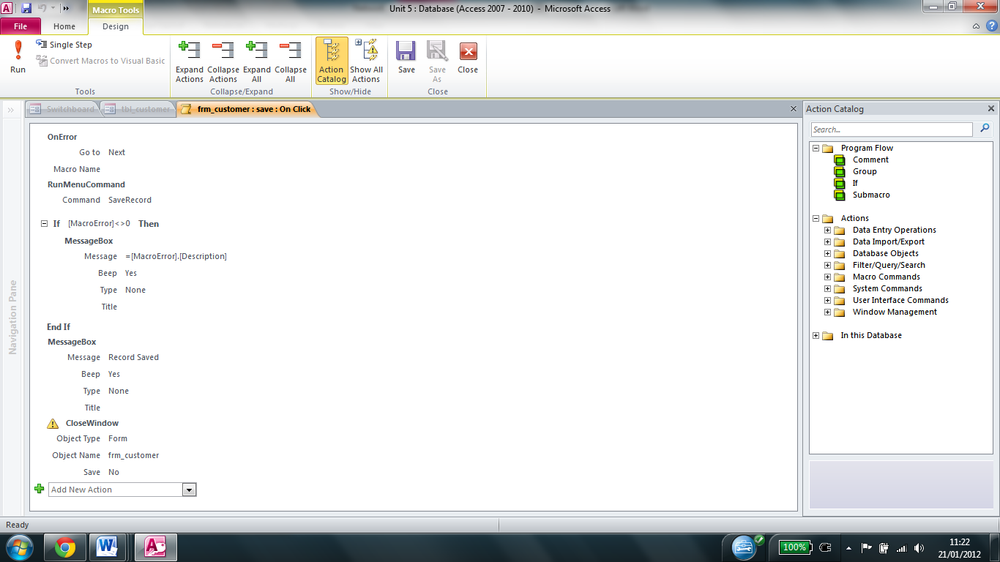 Macro Tools
Unit 5 : Database (Access 2007 - 2010) - Microsoft Access
File Home Design
Run
Single Step
Convert Macros to Visual Basic
Tools
Expand Actions
Collapse Actions
Expand All
Collapse All
Collapse/Expand
Action Catalog
Show All Actions
Show/Hide
Save
Save As
Close
Close
Switchboard
tbl_customer
frm_customer : save : On Click
Navigation Pane
OnError
Go to Next
Macro Name
RunMenuCommand
Command SaveRecord
If [MacroError]<>0 Then
MessageBox
Message =[MacroError].[Description]
Beep Yes
Type None
Title
End If
MessageBox
Message Record Saved
Beep Yes
Type None
Title
CloseWindow
Object Type Form
Object Name frm_customer
Save No
Add New Action
Action Catalog
Search...
Program Flow
Comment
Group
If
Submacro
Actions
Data Entry Operations
Data Import/Export
Database Objects
Filter/Query/Search
Macro Commands
System Commands
User Interface Commands
Window Management
In this Database
Ready
100%
11:22
21/01/2012